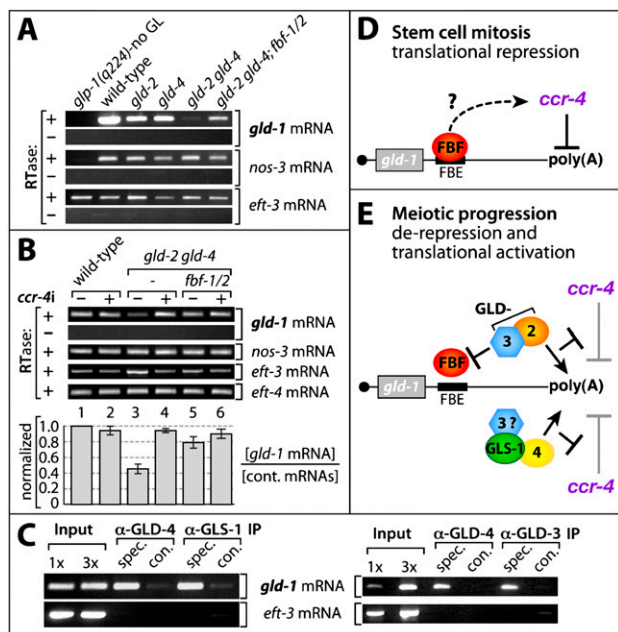 A
glp-1(q224)-no GL
wild-type
gld-2
gld-4
gld-2 gld-4
gld-2 gld-4; fbf-1/2
RTase:
+
gld-1 mRNA
−
+
nos-3 mRNA
−
+
eft-3 mRNA
−
B
wild-type
gld-2 gld-4
- fbf-1/2
ccr-4i − + − + − +
RTase:
+
gld-1 mRNA
−
+ nos-3 mRNA
+ eft-3 mRNA
+ eft-4 mRNA
1 2 3 4 5 6
normalized
1.0
0.8
0.6
0.4
0.2
0
[gld-1 mRNA]
[cont. mRNAs]
C
Input α-GLD-4 α-GLS-1 IP
1x 3x spec. con. spec. con.
gld-1 mRNA
eft-3 mRNA
Input α-GLD-4 α-GLD-3 IP
1x 3x spec. con. spec. con.
D
Stem cell mitosis
translational repression
?
ccr-4
FBF
gld-1
FBE
poly(A)
E
Meiotic progression
de-repression and
translational activation
ccr-4
GLD-
3 2
FBF
gld-1
FBE
poly(A)
3 ?
GLS-1 4
ccr-4